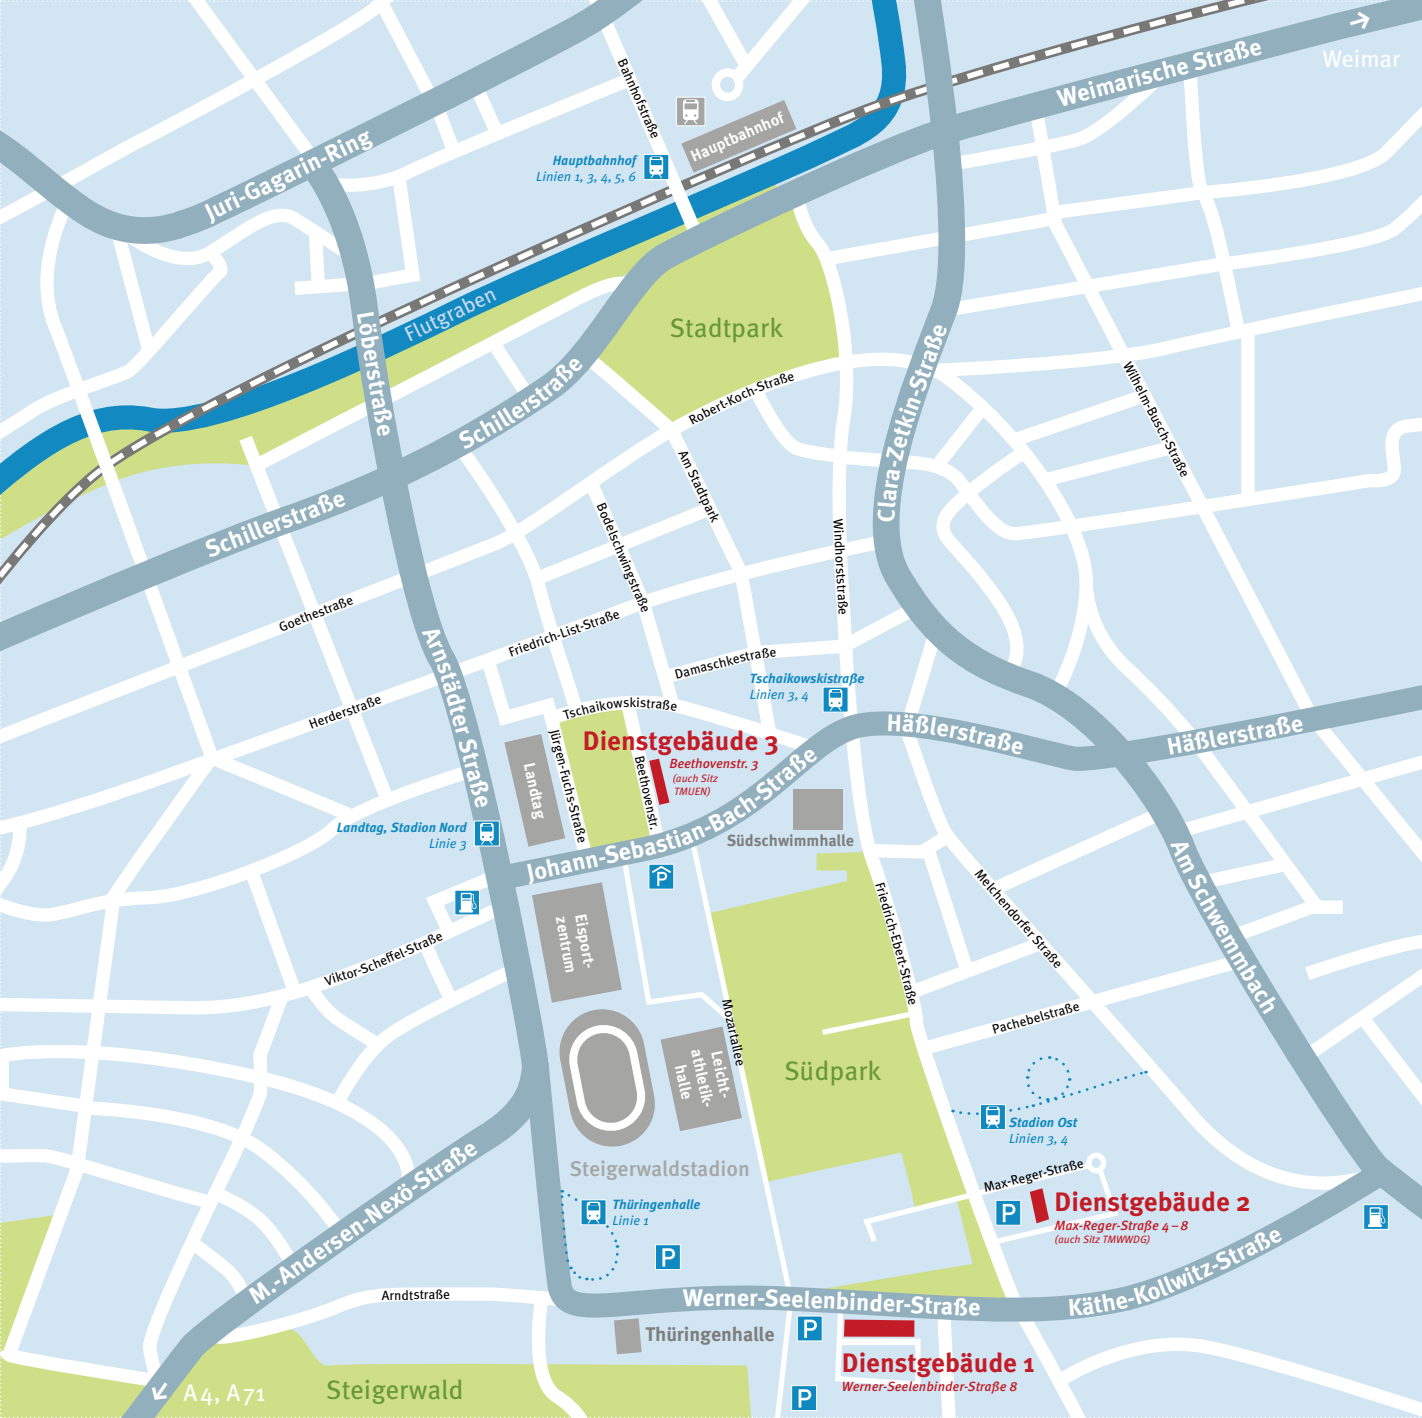 Weimar
Weimarische Straße
Bahnhofstraße
Hauptbahnhof
Hauptbahnhof
Linien 1, 3, 4, 5, 6
Juri-Gagarin-Ring
Flutgraben
Löberstraße
Stadtpark
Schillerstraße
Robert-Koch-Straße
Clara-Zetkin-Straße
Wilhelm-Busch-Straße
Am Stadtpark
Schillerstraße
Bodelschwingstraße
Windhorststraße
Goethestraße
Friedrich-List-Straße
Arnstädter Straße
Damaschkestraße
Tschaikowskistraße
Linien 3, 4
Herderstraße
Tschaikowskistraße
Häßlerstraße
Häßlerstraße
Dienstgebäude 3
Beethovenstr. 3
(auch Sitz
TMUEN)
Jürgen-Fuchs-Straße
Beethovenstr.
Landtag
Landtag, Stadion Nord
Linie 3
Johann-Sebastian-Bach-Straße
Südschwimmhalle
P
Am Schwemmbach
Melchendorfer Straße
Friedrich-Ebert-Straße
Eisport-
zentrum
Viktor-Scheffel-Straße
Mozartallee
Pachebelstraße
Leicht-
athletik-
halle
Südpark
Stadion Ost
Linien 3, 4
Steigerwaldstadion
M.-Andersen-Nexö-Straße
Max-Reger-Straße
Thüringenhalle
Linie 1
P
Dienstgebäude 2
Max-Reger-Straße 4 – 8
(auch Sitz TMWWDG)
P
Käthe-Kollwitz-Straße
Arndtstraße
Werner-Seelenbinder-Straße
P
Thüringenhalle
Dienstgebäude 1
Werner-Seelenbinder-Straße 8
P
Steigerwald
A 4, A 71